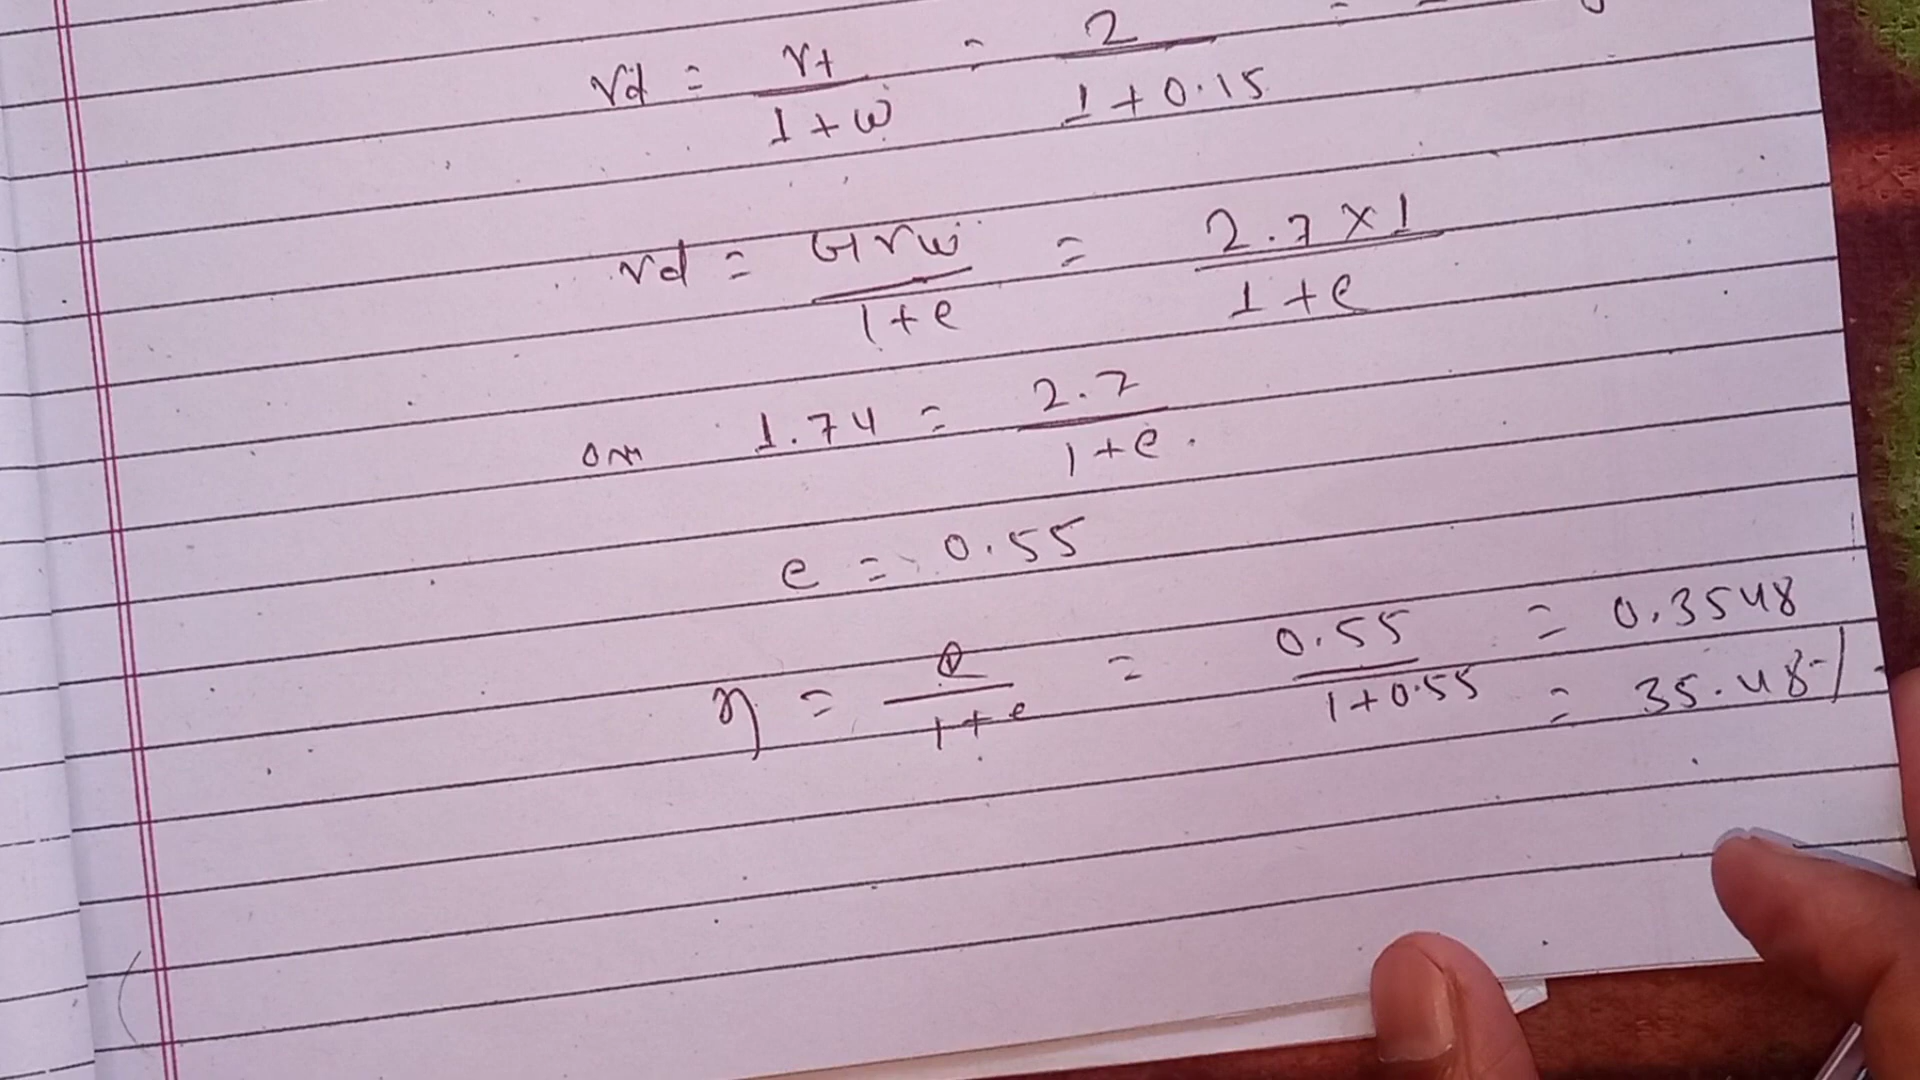 γd = γt / 1+w = 2 / 1+0.15 =
γd = Gγw / 1+e = 2.7×1 / 1+e
or 1.74 = 2.7 / 1+e.
e = 0.55
η = e / 1+e = 0.55 / 1+0.55 = 0.3548
= 35.48%